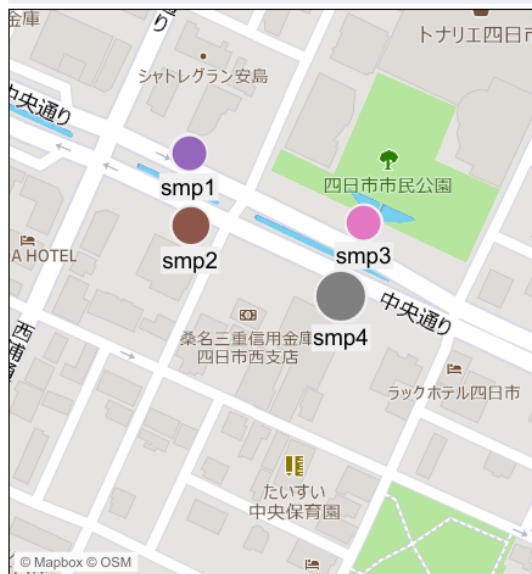 金庫
り
トナリエ四日市
シャトレグラン安島
中央通り
smp1
四日市市民公園
smp2
smp3
A HOTEL
smp4
中央通り
桑名三重信用金庫
四日市西支店
西浦通
ラックホテル四日市
たいすい
中央保育園
© Mapbox © OSM